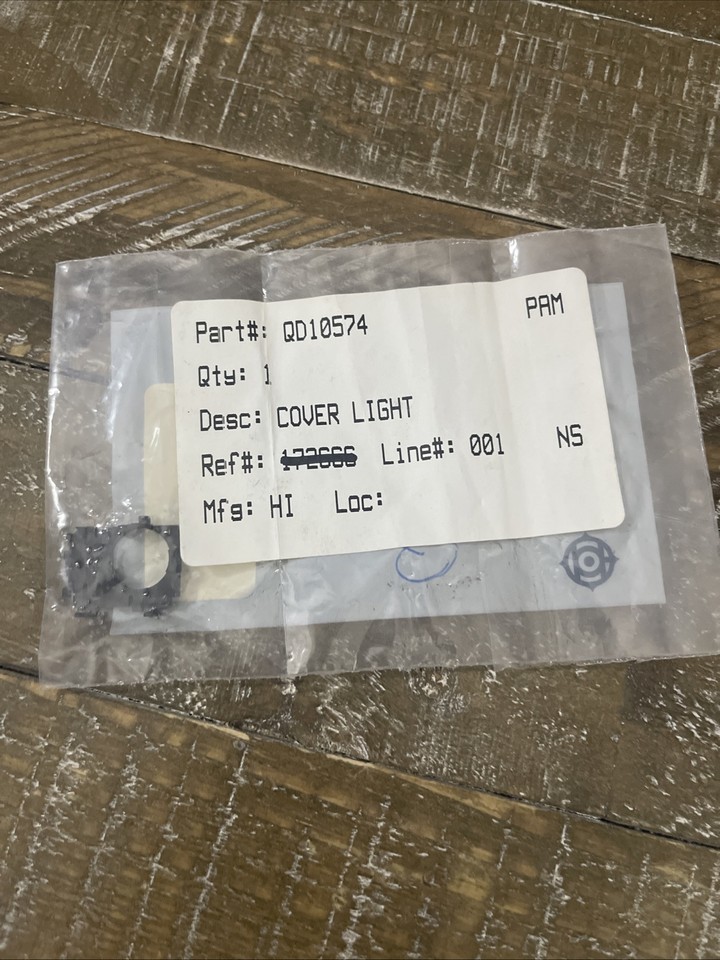 Part#: QD10574 PAM
Qty: 1
Desc: COVER LIGHT
Ref#: Line#: 001 NS
Mfg: HI Loc: